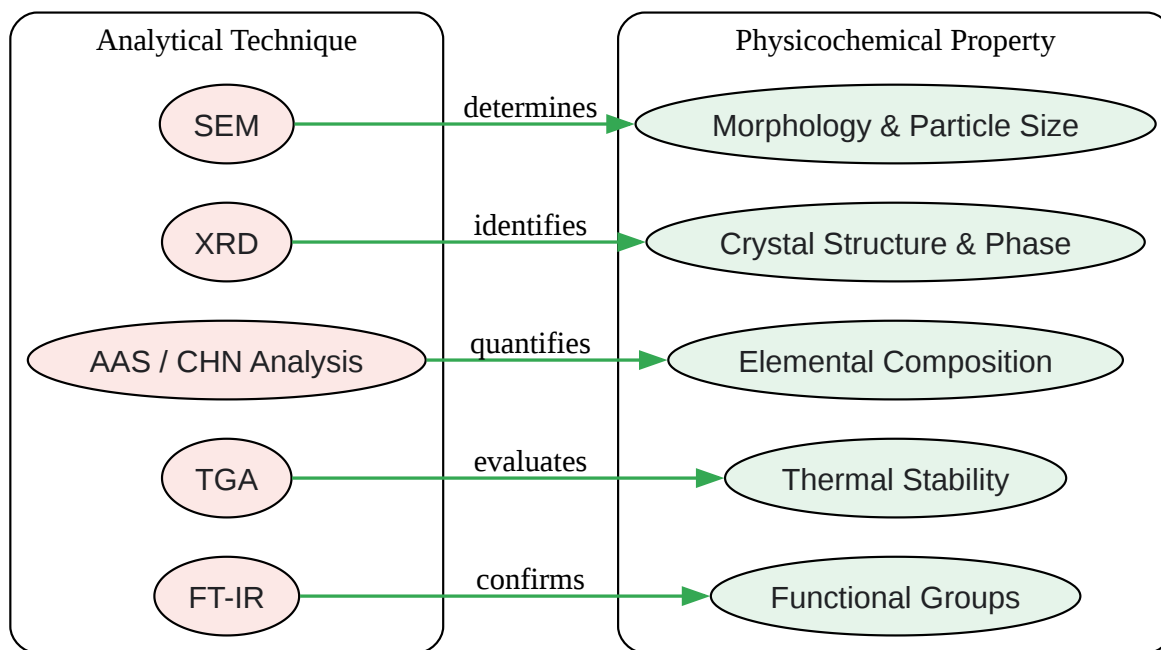 Analytical Technique
Physicochemical Property
SEM
determines
Morphology & Particle Size
XRD
identifies
Crystal Structure & Phase
AAS / CHN Analysis
quantifies
Elemental Composition
TGA
evaluates
Thermal Stability
FT-IR
confirms
Functional Groups